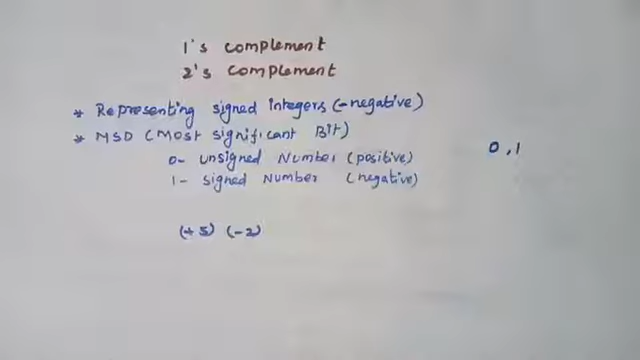 1's complement
2's complement
* Representing signed integers (-negative)
* MSD (Most significant Bit)
0- unsigned Number (positive)
0,1
1- signed Number (negative)
(+5) (-2)